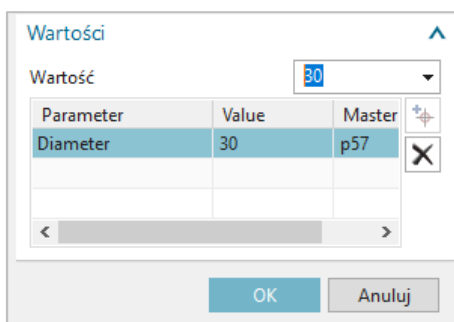 Wartości
Wartość 30
Parameter Value Master
Diameter 30 p57
OK Anuluj